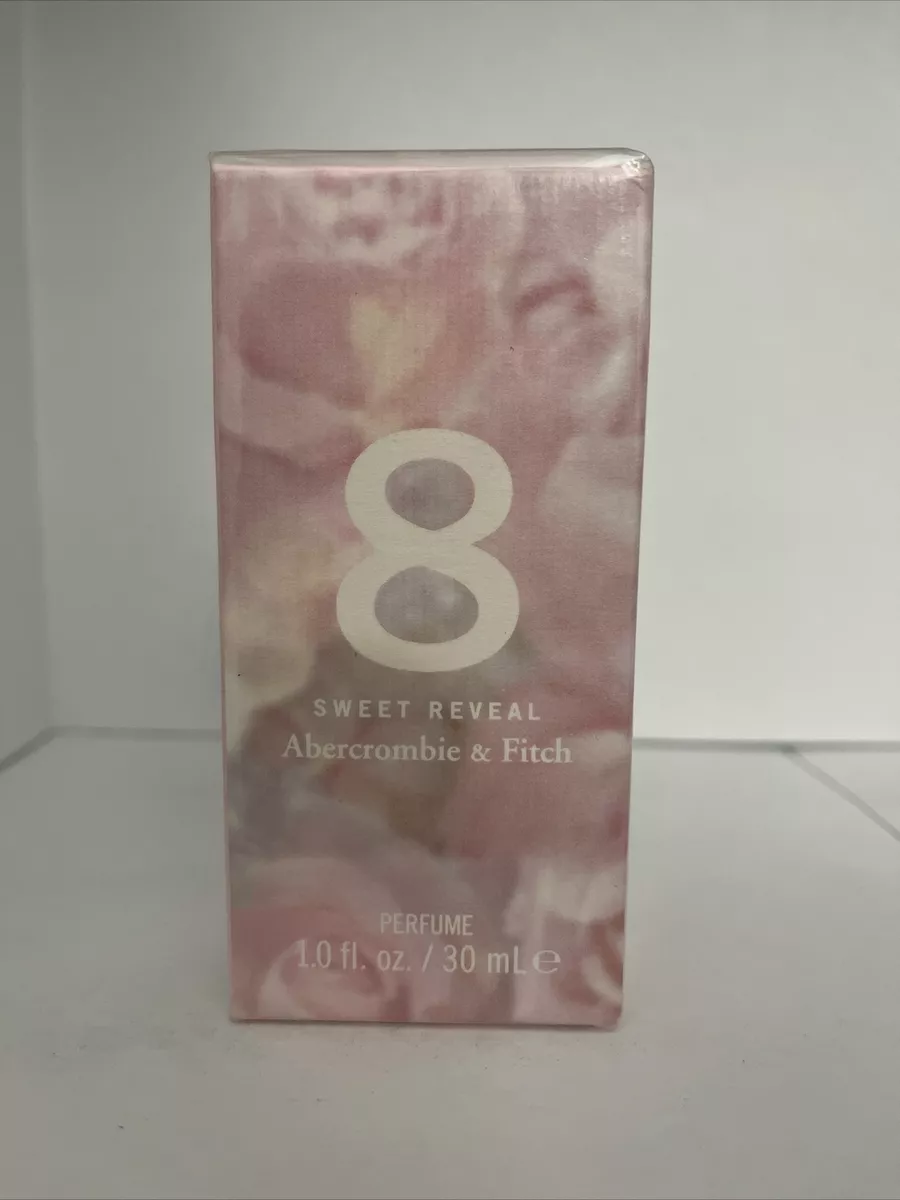 8
SWEET REVEAL
Abercrombie & Fitch
PERFUME
1.0 fl. oz. / 30 mL ℮